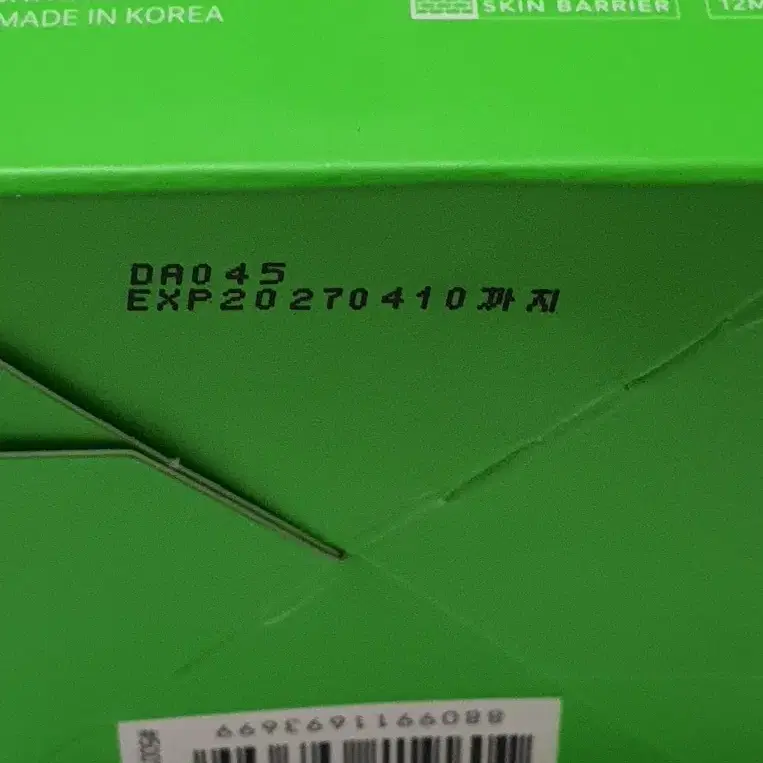 MADE IN KOREA
SKIN BARRIER
12M
DA045
EXP20270410까지
8809911693699